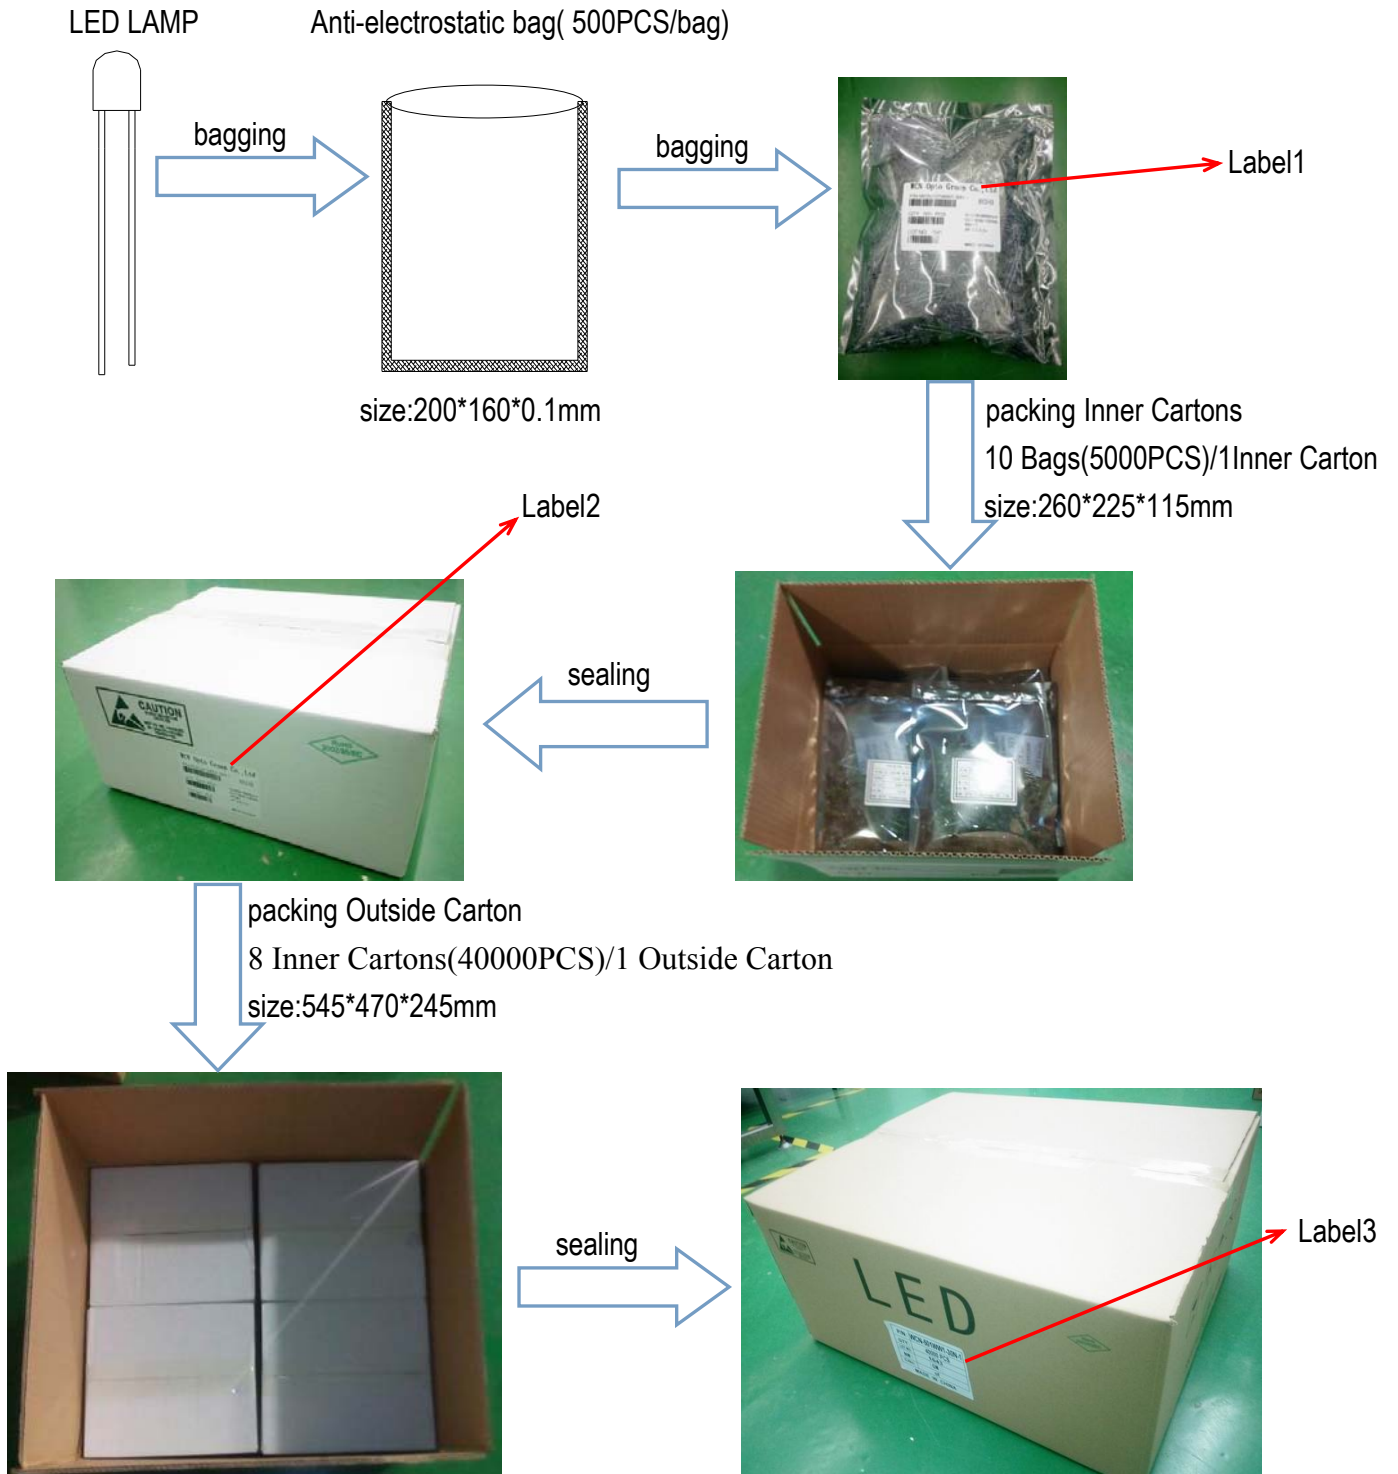 LED LAMP
Anti-electrostatic bag( 500PCS/bag)
bagging
bagging
Label1
size:200*160*0.1mm
packing Inner Cartons
10 Bags(5000PCS)/1Inner Carton
size:260*225*115mm
Label2
sealing
CAUTION
packing Outside Carton
8 Inner Cartons(40000PCS)/1 Outside Carton
size:545*470*245mm
sealing
Label3
LED